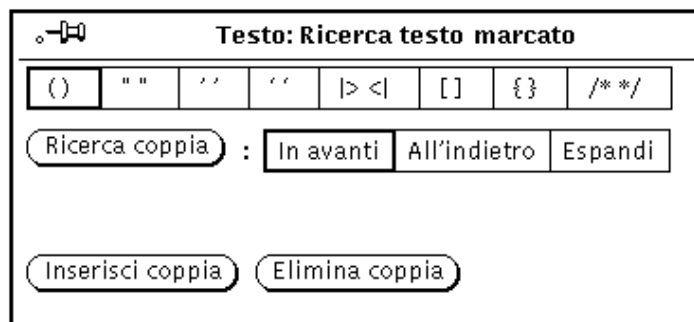 Testo: Ricerca testo marcato
() " " ′ ′ ‘ ‘ |> <| [] {} /* */
Ricerca coppia : In avanti All'indietro Espandi
Inserisci coppia Elimina coppia